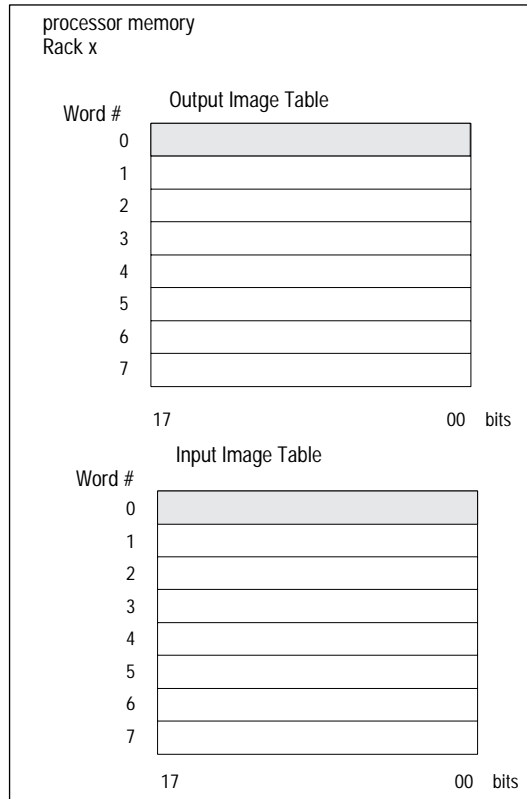 processor memory
Rack x
Output Image Table
Word #
0
1
2
3
4
5
6
7
17 00 bits
Input Image Table
Word #
0
1
2
3
4
5
6
7
17 00 bits